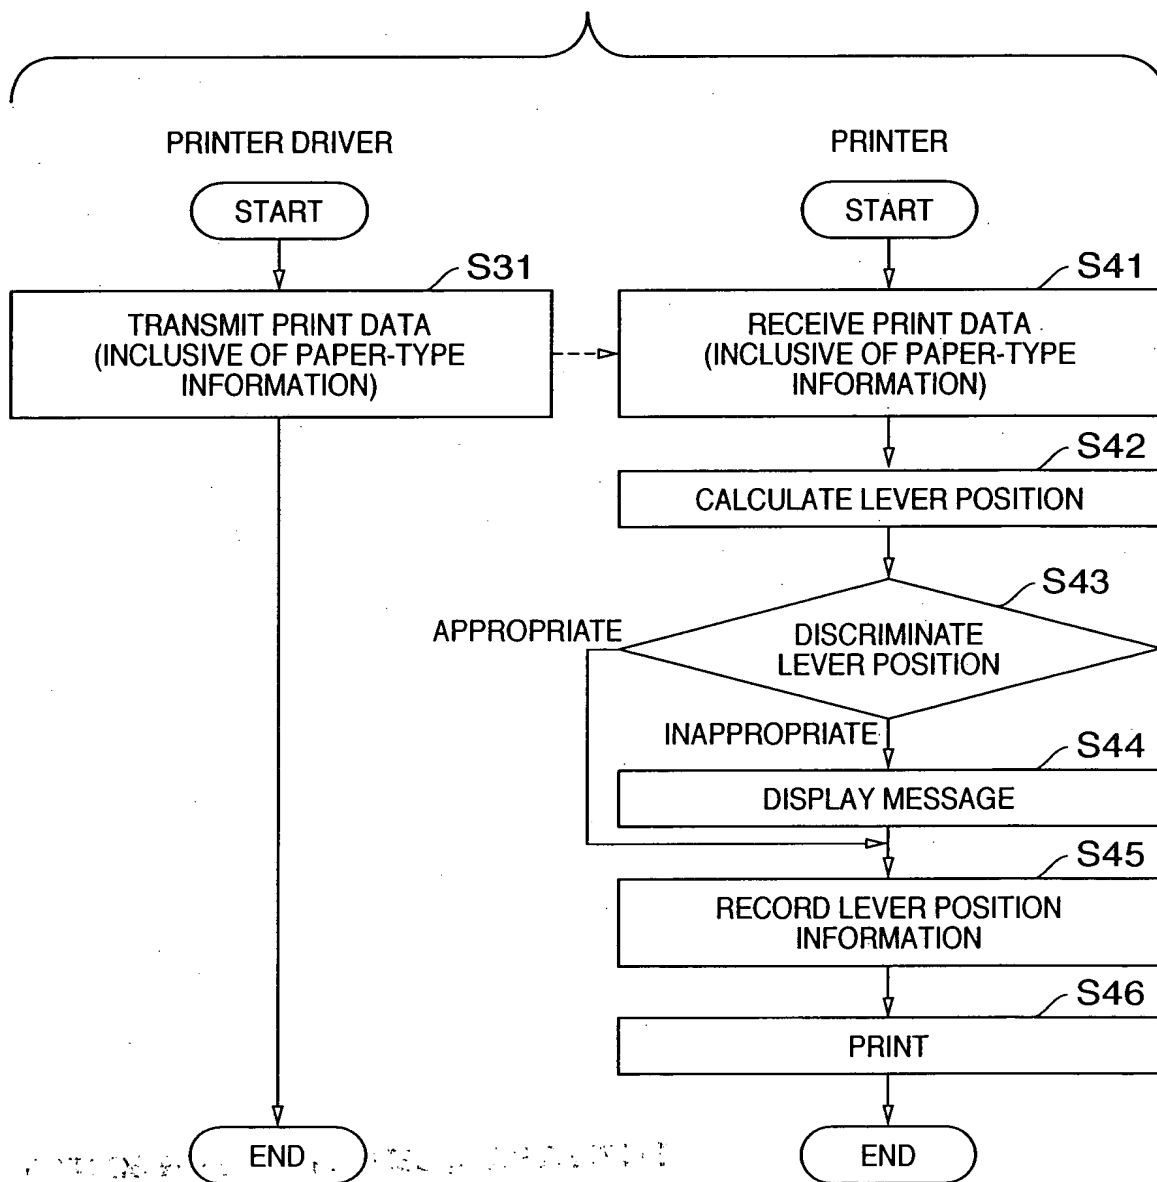 PRINTER DRIVER
START
S31
TRANSMIT PRINT DATA
(INCLUSIVE OF PAPER-TYPE
INFORMATION)
END
PRINTER
START
S41
RECEIVE PRINT DATA
(INCLUSIVE OF PAPER-TYPE
INFORMATION)
S42
CALCULATE LEVER POSITION
S43
DISCRIMINATE
LEVER POSITION
APPROPRIATE
INAPPROPRIATE
S44
DISPLAY MESSAGE
S45
RECORD LEVER POSITION
INFORMATION
S46
PRINT
END